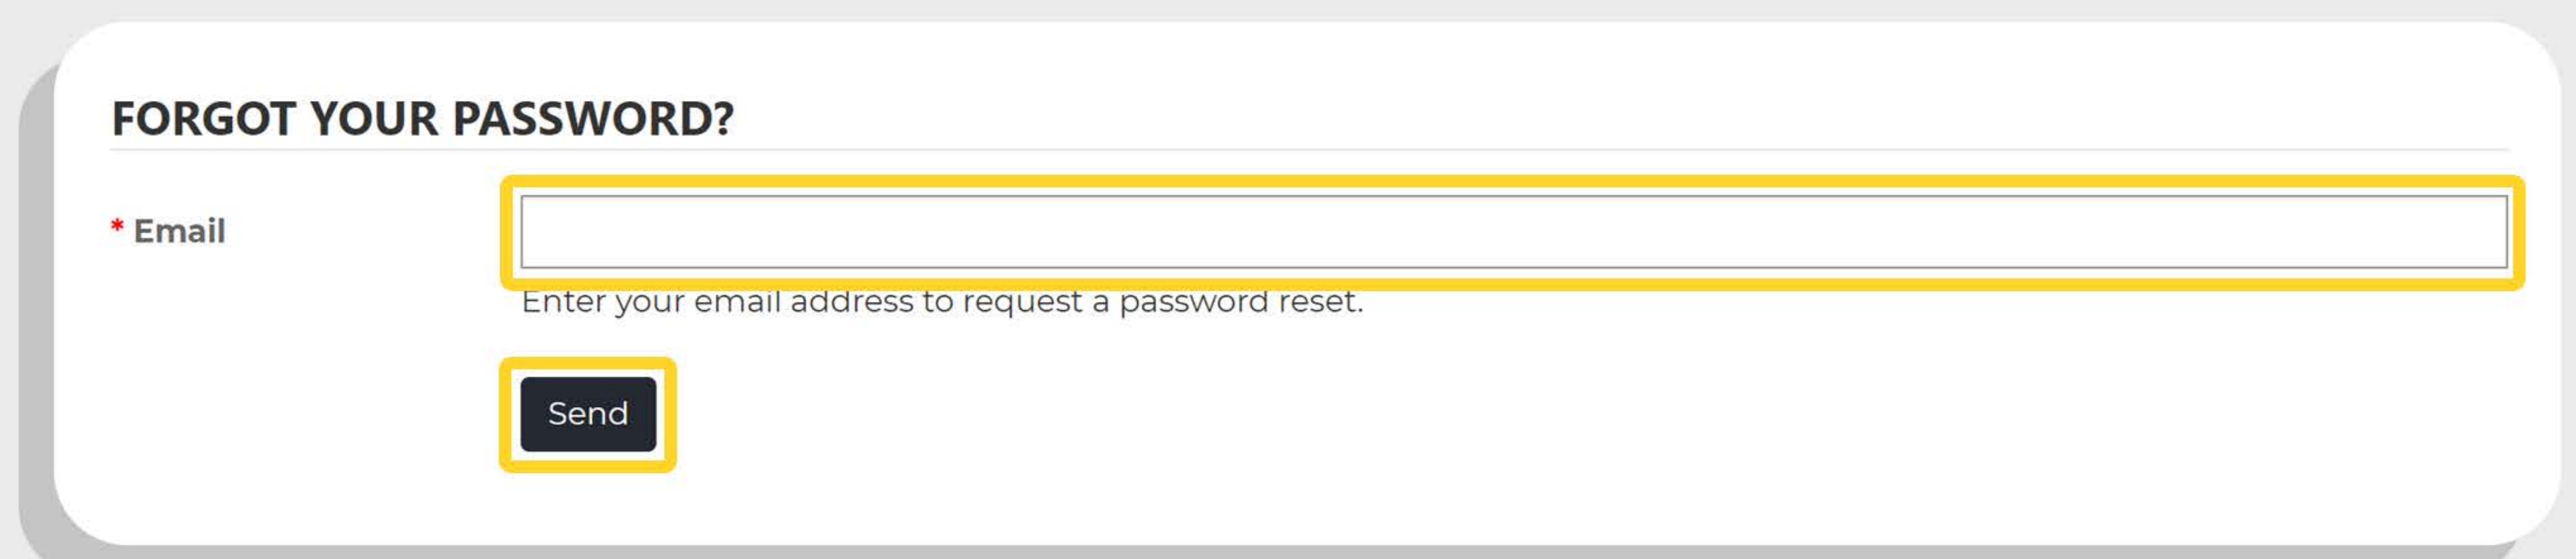 FORGOT YOUR PASSWORD?
* Email
Enter your email address to request a password reset.
Send